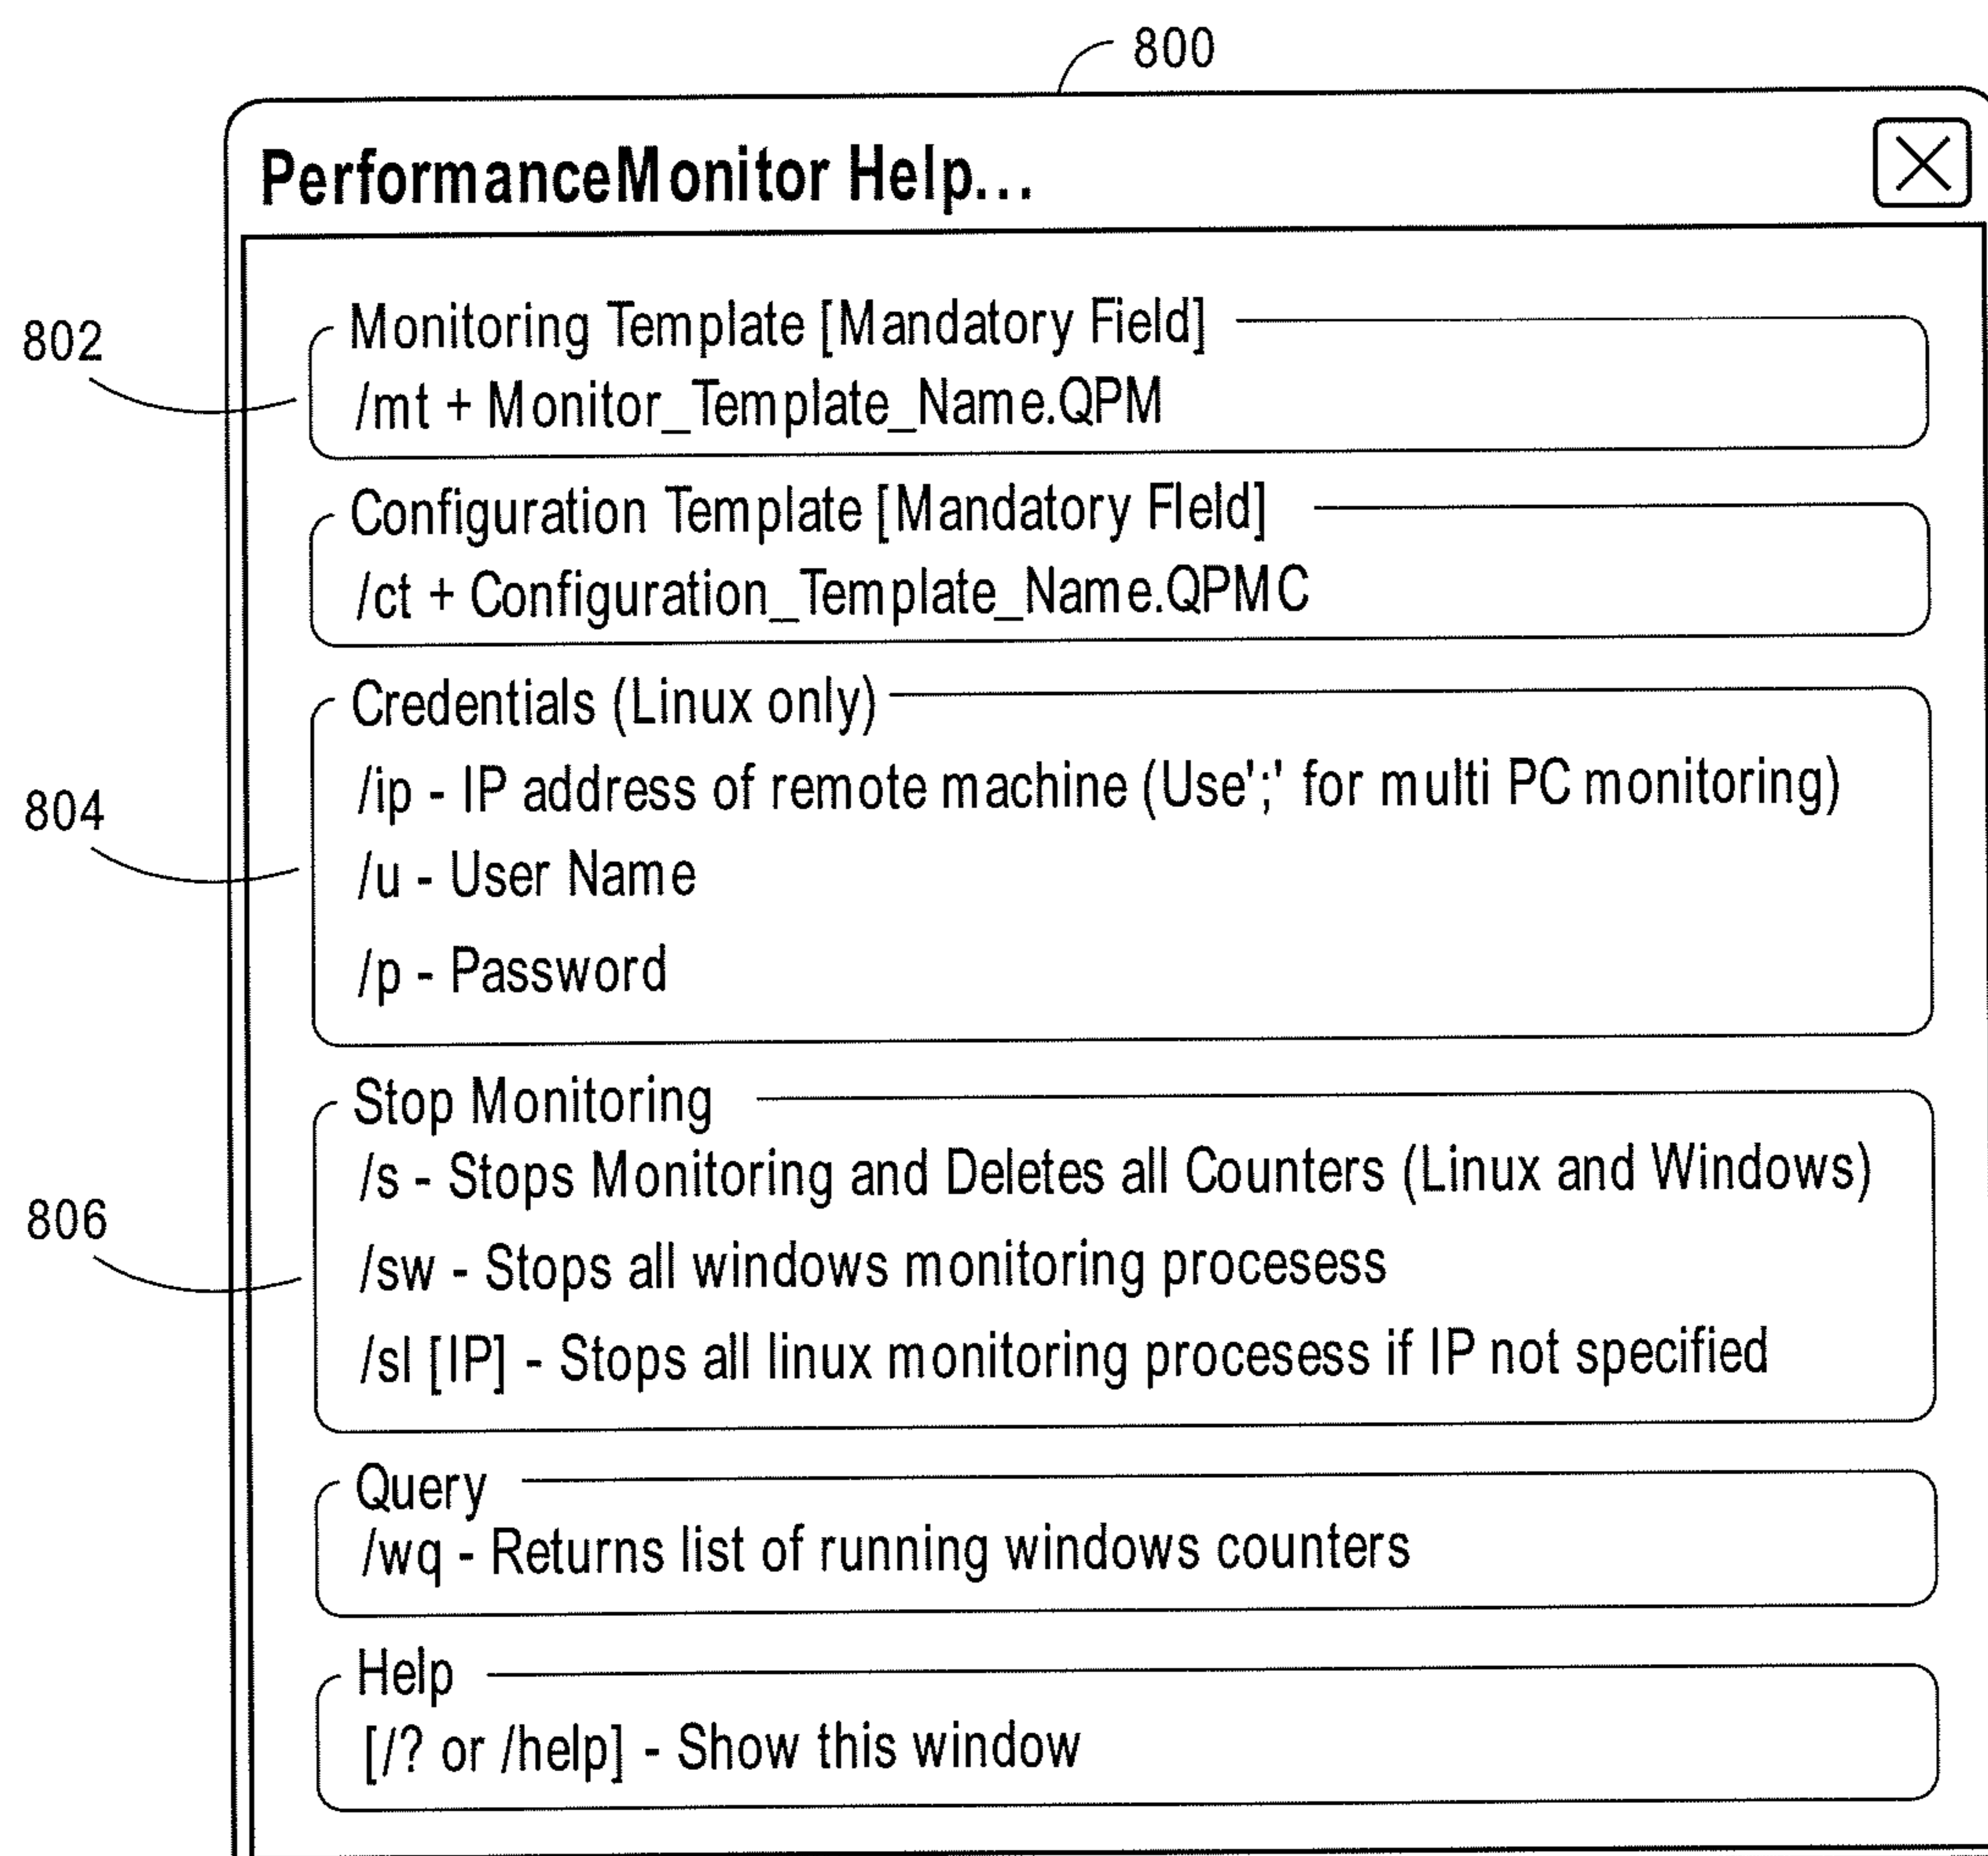 800
PerformanceMonitor Help...
802
Monitoring Template [Mandatory Field]
/mt + Monitor_Template_Name.QPM
Configuration Template [Mandatory FIeld]
/ct + Configuration_Template_Name.QPMC
804
Credentials (Linux only)
/ip - IP address of remote machine (Use';' for multi PC monitoring)
/u - User Name
/p - Password
806
Stop Monitoring
/s - Stops Monitoring and Deletes all Counters (Linux and Windows)
/sw - Stops all windows monitoring procesess
/sl [IP] - Stops all linux monitoring procesess if IP not specified
Query
/wq - Returns list of running windows counters
Help
[/? or /help] - Show this window